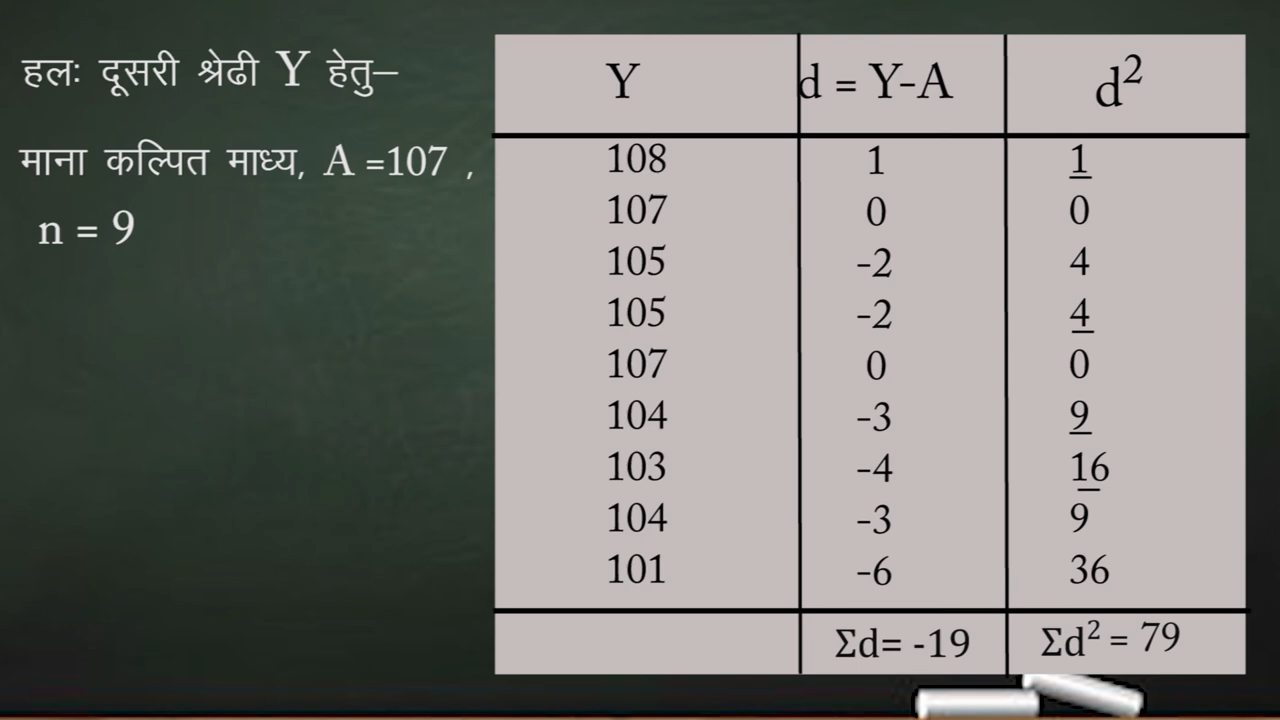 हलः दूसरी श्रेढी Y हेतु–
माना कल्पित माध्य, A =107 ,
n = 9
Y d = Y-A d²
108 1 1
107 0 0
105 -2 4
105 -2 4
107 0 0
104 -3 9
103 -4 16
104 -3 9
101 -6 36
Σd= -19 Σd² = 79